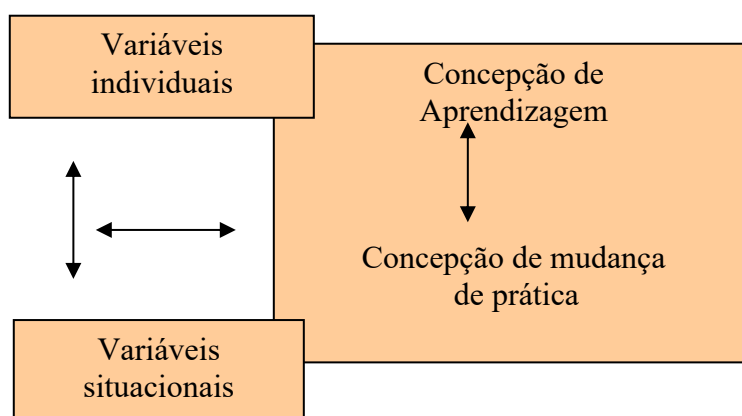 Variáveis
individuais
Concepção de
Aprendizagem
Concepção de mudança
de prática
Variáveis
situacionais